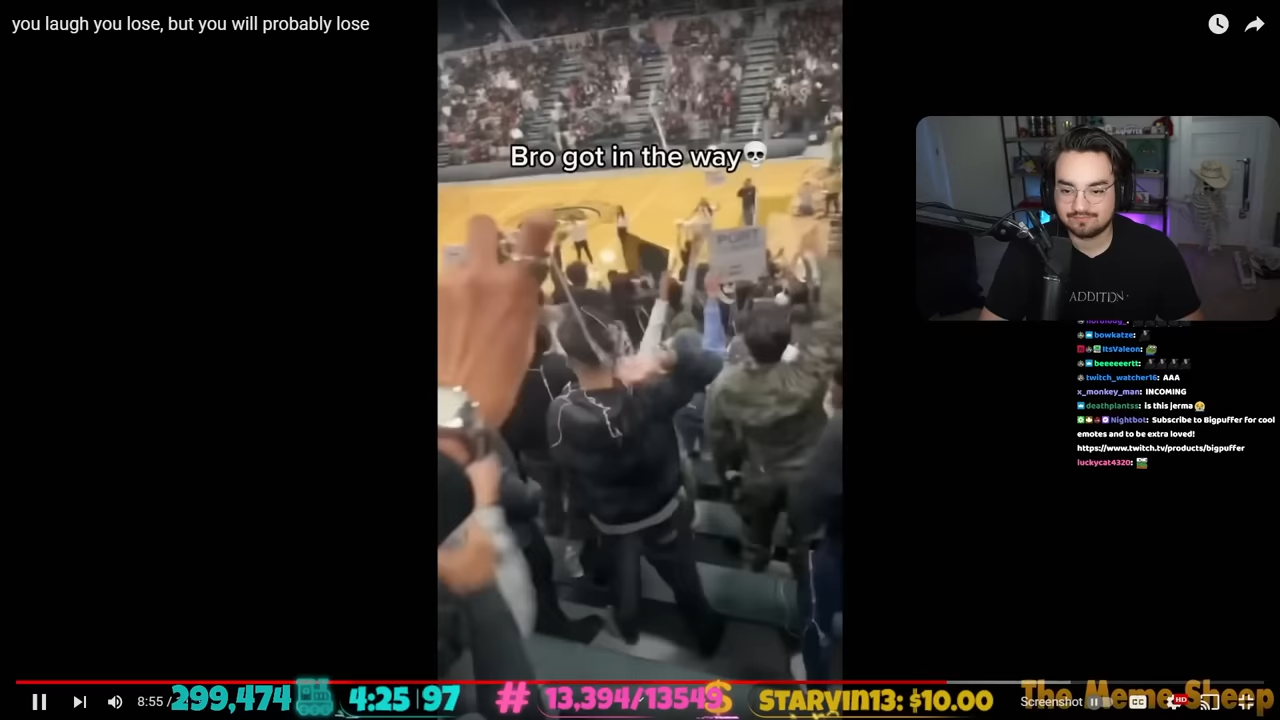 you laugh you lose, but you will probably lose
Bro got in the way💀
ADDITION
bowkatze:
ItsValeon:
beeeeeertt:
twitch_watcher16: AAA
x_monkey_man: INCOMING
deathplantss: is this jerma😭
Nightbot: Subscribe to Bigpuffer for cool
emotes and to be extra loved!
https://www.twitch.tv/products/bigpuffer
luckycat4320:
8:55 /
299,474
4:25 | 97
# 13,394/13549
$ STARVIN13: $10.00
The Meme Sheep
Screenshot
CC
HD